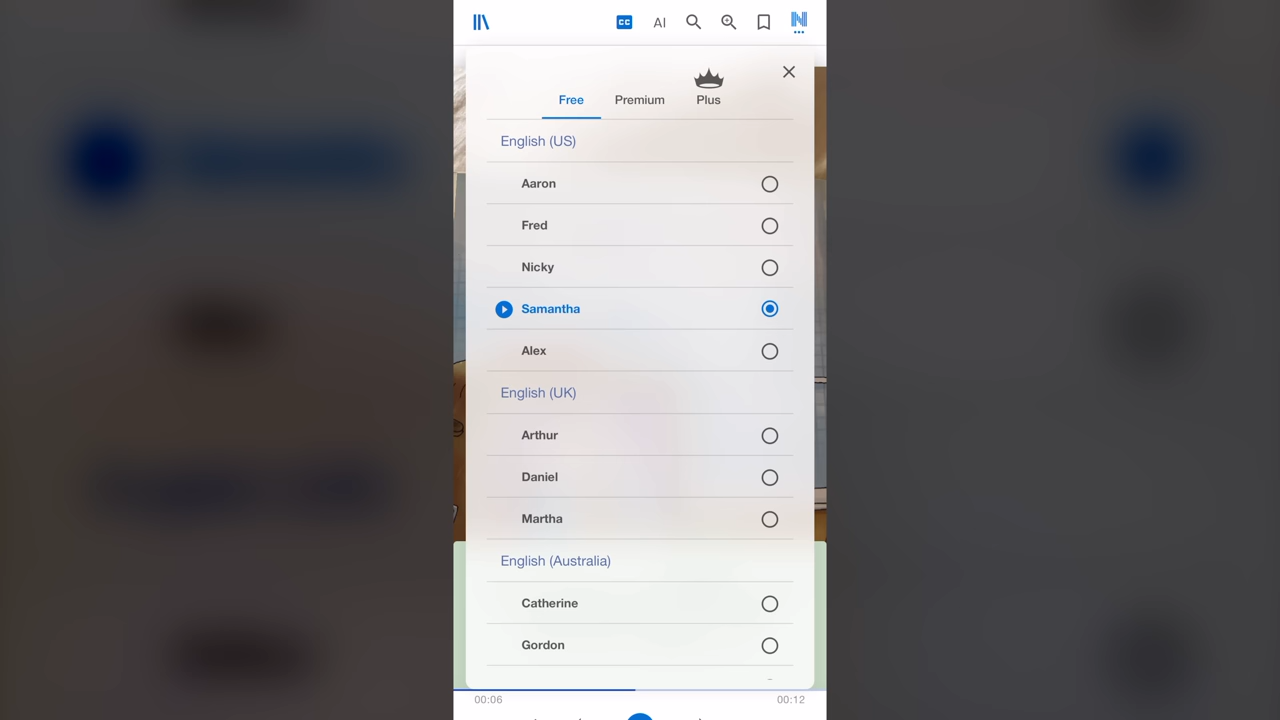 CC AI
Free Premium Plus
English (US)
Aaron
Fred
Nicky
Samantha
Alex
English (UK)
Arthur
Daniel
Martha
English (Australia)
Catherine
Gordon
00:06 00:12